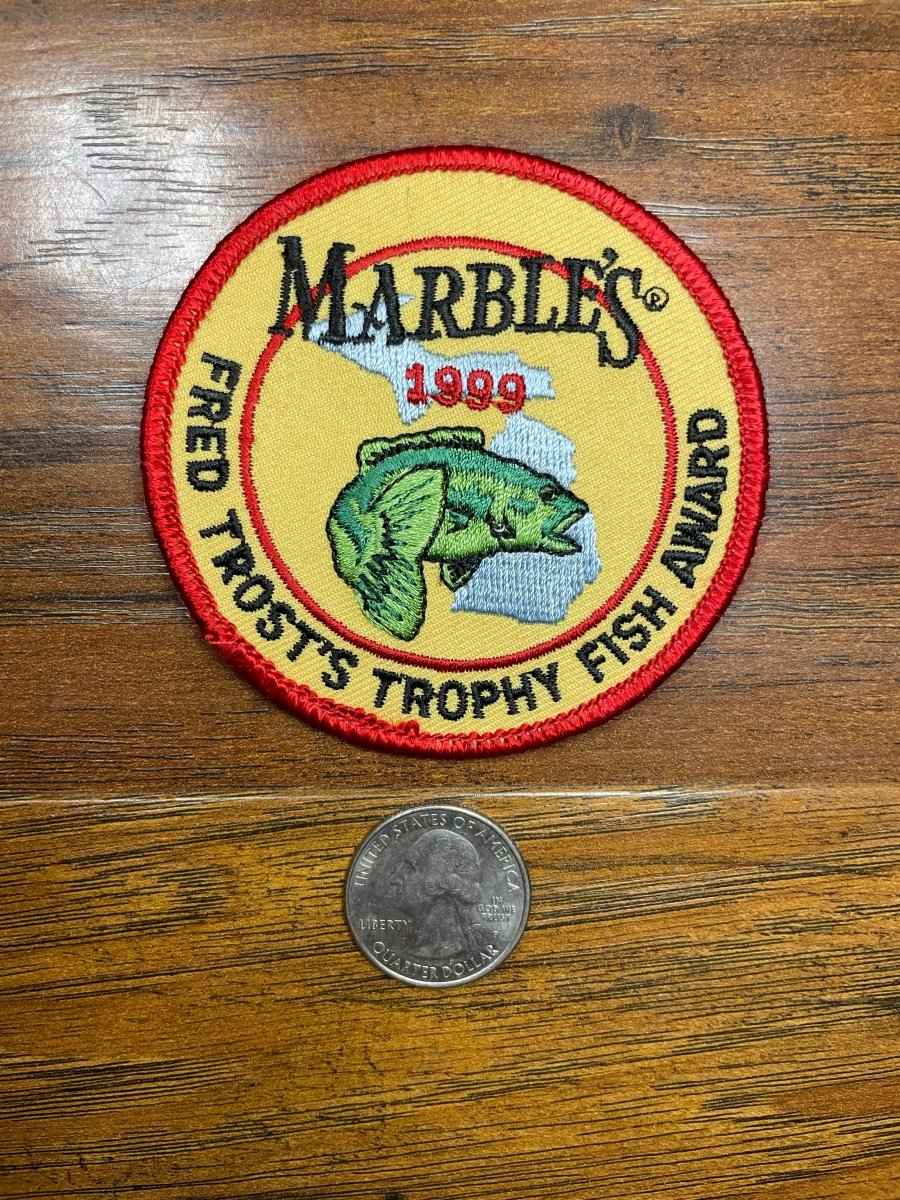 MARBLE'S®
1999
FRED TROST'S TROPHY FISH AWARD
UNITED STATES OF AMERICA
LIBERTY
IN
GOD WE
TRUST
QUARTER DOLLAR